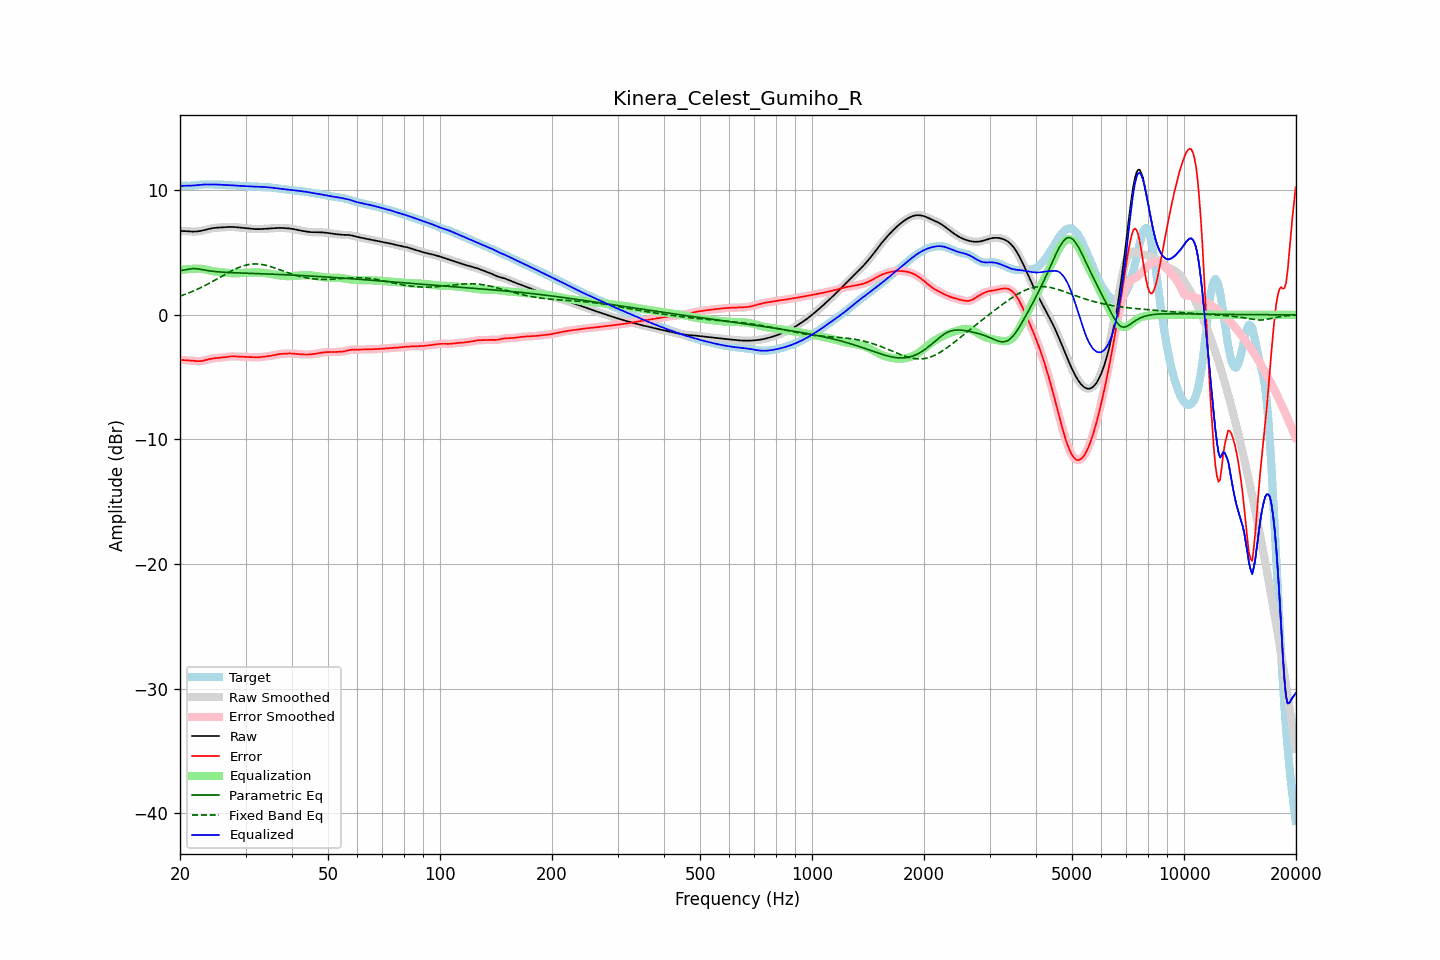 Kinera_Celest_Gumiho_R
Amplitude (dBr)
10
0
−10
−20
−30
−40
Target
Raw Smoothed
Error Smoothed
Raw
Error
Equalization
Parametric Eq
Fixed Band Eq
Equalized
20 50 100 200 500 1000 2000 5000 10000 20000
Frequency (Hz)